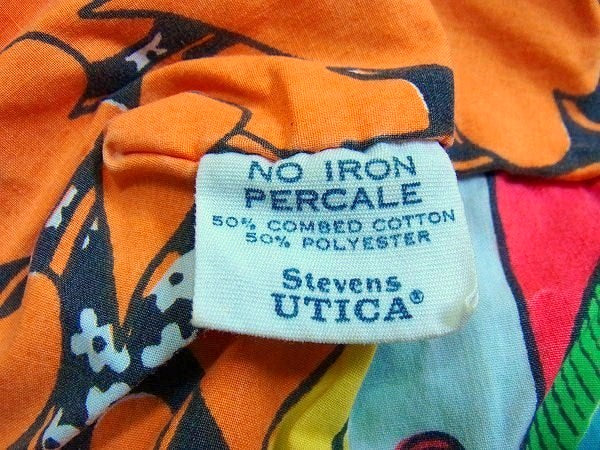 NO IRON
PERCALE
50% COMBED COTTON
50% POLYESTER
Stevens
UTICA®